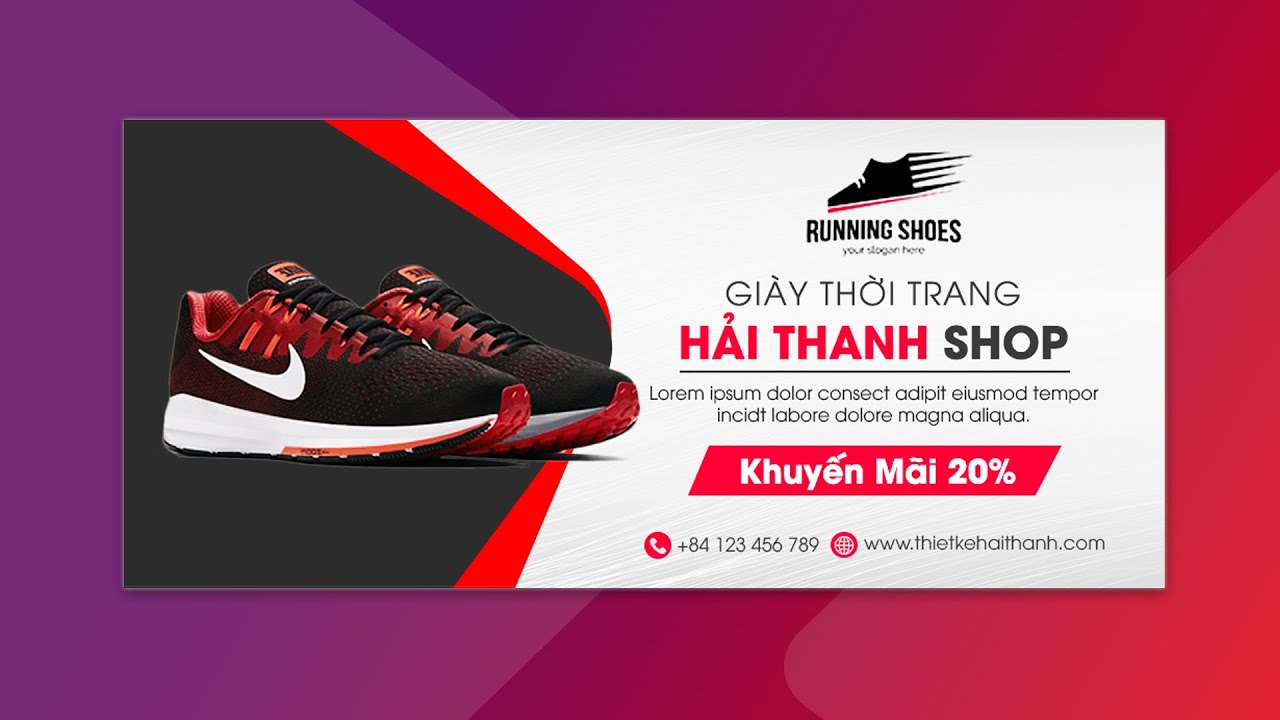 RUNNING SHOES
your slogan here
GIÀY THỜI TRANG
HẢI THANH SHOP
Lorem ipsum dolor consect adipit eiusmod tempor
incidt labore dolore magna aliqua.
Khuyến Mãi 20%
+84 123 456 789 www.thietkehaithanh.com